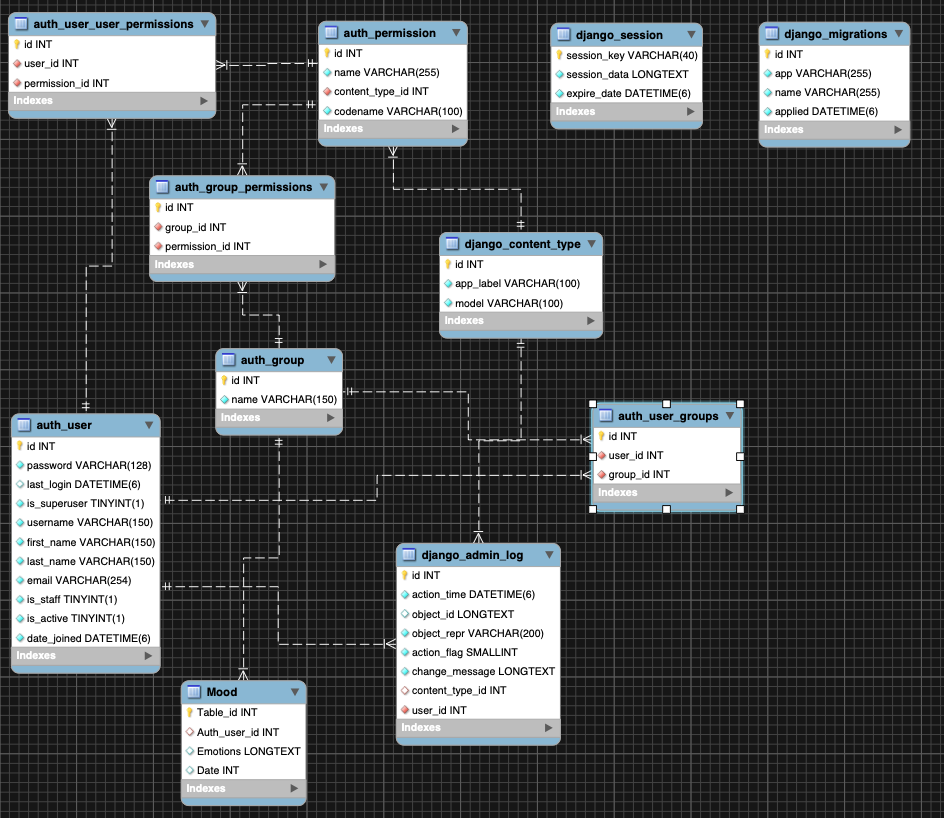 auth_user_user_permissions
id INT
user_id INT
permission_id INT
Indexes
auth_permission
id INT
name VARCHAR(255)
content_type_id INT
codename VARCHAR(100)
Indexes
django_session
session_key VARCHAR(40)
session_data LONGTEXT
expire_date DATETIME(6)
Indexes
django_migrations
id INT
app VARCHAR(255)
name VARCHAR(255)
applied DATETIME(6)
Indexes
auth_group_permissions
id INT
group_id INT
permission_id INT
Indexes
django_content_type
id INT
app_label VARCHAR(100)
model VARCHAR(100)
Indexes
auth_group
id INT
name VARCHAR(150)
Indexes
auth_user
id INT
password VARCHAR(128)
last_login DATETIME(6)
is_superuser TINYINT(1)
username VARCHAR(150)
first_name VARCHAR(150)
last_name VARCHAR(150)
email VARCHAR(254)
is_staff TINYINT(1)
is_active TINYINT(1)
date_joined DATETIME(6)
Indexes
auth_user_groups
id INT
user_id INT
group_id INT
Indexes
django_admin_log
id INT
action_time DATETIME(6)
object_id LONGTEXT
object_repr VARCHAR(200)
action_flag SMALLINT
change_message LONGTEXT
content_type_id INT
user_id INT
Indexes
Mood
Table_id INT
Auth_user_id INT
Emotions LONGTEXT
Date INT
Indexes